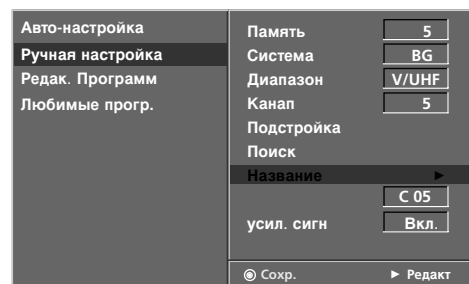 Авто-настройка
Ручная настройка
Редак. Программ
Любимые прогр.
Память 5
Система BG
Диапазон V/UHF
Канап 5
Подстройка
Поиск
Название ►
C 05
усил. сигн Вкл.
◉ Сохр. ► Редакт